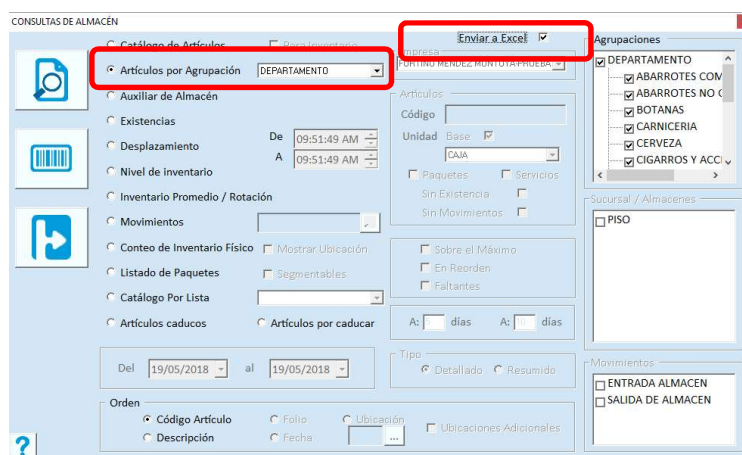 CONSULTAS DE ALMACÉN
Catálogo de Artículos
Para Inventario
Artículos por Agrupación
DEPARTAMENTO
Auxiliar de Almacén
Existencias
Desplazamiento
De 09:51:49 AM
A 09:51:49 AM
Nivel de inventario
Inventario Promedio / Rotación
Movimientos
Conteo de Inventario Físico
Mostrar Ubicación
Listado de Paquetes
Segmentables
Catálogo Por Lista
Artículos caducos
Artículos por caducar
Del 19/05/2018 al 19/05/2018
Orden
Código Artículo
Folio
Ubicación
Descripción
Fecha
...
Ubicaciones Adicionales
Enviar a Excel
Empresa
FORTINO MENDEZ MONTOYA-PRUEBA
Artículos
Código
Unidad Base
CAJA
Paquetes
Servicios
Sin Existencia
Sin Movimientos
Sobre el Máximo
En Reorden
Faltantes
A: días A: días
Tipo
Detallado
Resumido
Agrupaciones
DEPARTAMENTO
ABARROTES COM
ABARROTES NO C
BOTANAS
CARNICERIA
CERVEZA
CIGARROS Y ACCI
Sucursal / Almacenes
PISO
Movimientos
ENTRADA ALMACEN
SALIDA DE ALMACEN
?